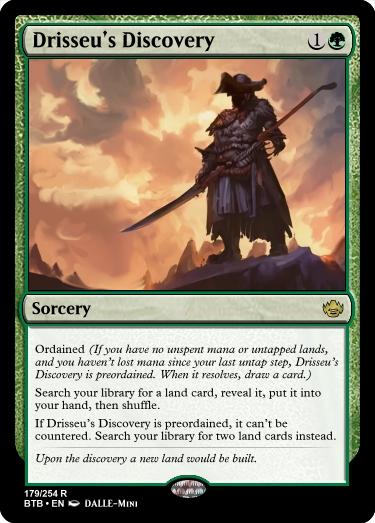 Drisseu's Discovery 1
Sorcery
Ordained (If you have no unspent mana or untapped lands,
and you haven't lost mana since your last untap step, Drisseu's
Discovery is preordained. When it resolves, draw a card.)
Search your library for a land card, reveal it, put it into
your hand, then shuffle.
If Drisseu's Discovery is preordained, it can't be
countered. Search your library for two land cards instead.
Upon the discovery a new land would be built.
179/254 R
BTB • EN DALLE-Mini